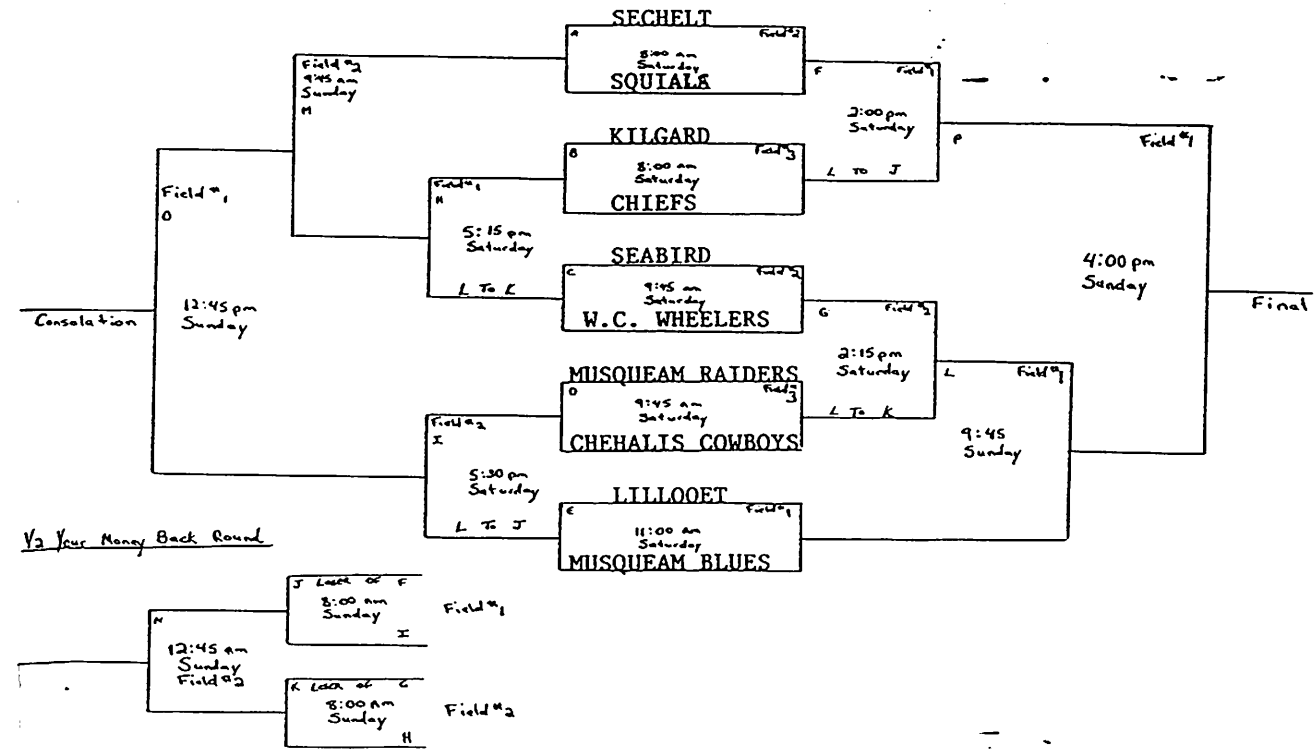 SECHELT
A Field #2
8:00 am
Saturday
SQUIALA
KILGARD
B Field #3
8:00 am
Saturday
CHIEFS
SEABIRD
C Field #2
9:45 am
Saturday
W.C. WHEELERS
MUSQUEAM RAIDERS
D Field #3
9:45 am
Saturday
CHEHALIS COWBOYS
LILLOOET
E Field #1
11:00 am
Saturday
MUSQUEAM BLUES
F Field #1
2:00 pm
Saturday
L TO J
G Field #2
2:15 pm
Saturday
L To K
L Field #1
9:45
Sunday
P Field #1
4:00 pm
Sunday
Final
Field #2
9:45 am
Sunday
M
Field #1
H
5:15 pm
Saturday
L To K
Field #2
I
5:30 pm
Saturday
L To J
Field #1
O
12:45 pm
Sunday
Consolation
1/2 Your Money Back Round
J Loser of F
8:00 am
Sunday
I
Field #1
K Loser of G
8:00 am
Sunday
H
Field #2
N
12:45 am
Sunday
Field #2